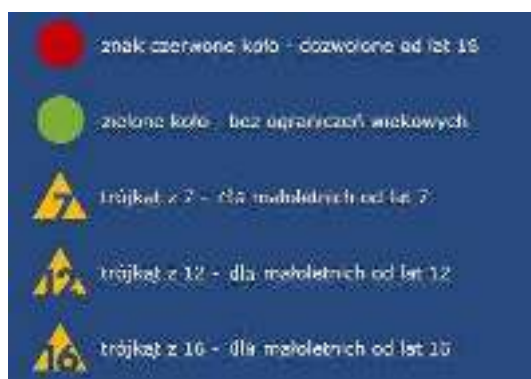 znak czerwone koło - dozwolone od lat 18
zielone koło - bez ograniczeń wiekowych
7 trójkąt z 7 - dla małoletnich od lat 7
12 trójkąt z 12 - dla małoletnich od lat 12
16 trójkąt z 16 - dla małoletnich od lat 16